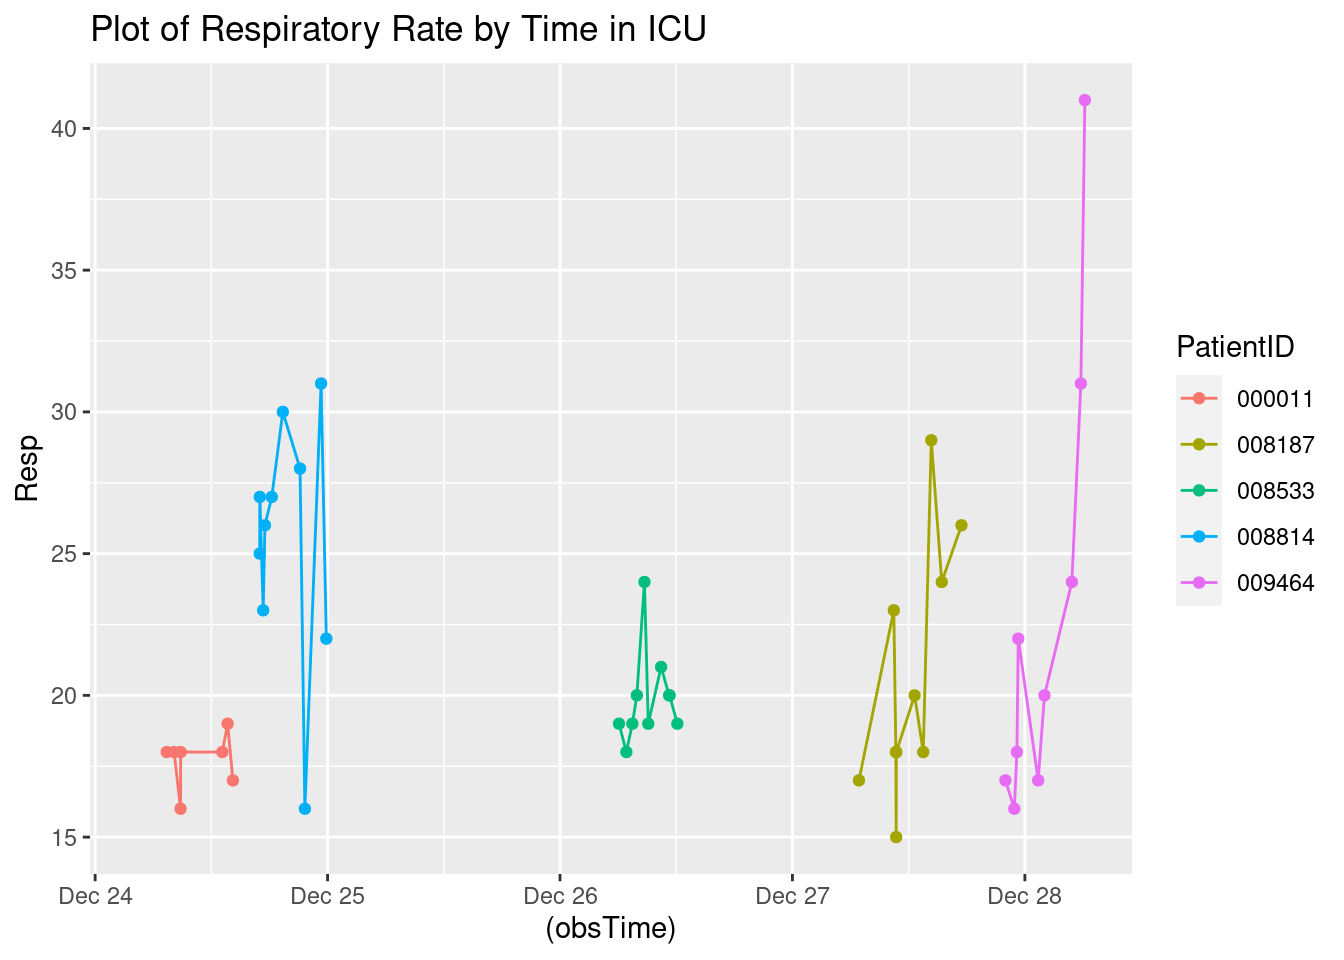 Plot of Respiratory Rate by Time in ICU
40
35
30
25
20
15
Resp
Dec 24
Dec 25
Dec 26
Dec 27
Dec 28
(obsTime)
PatientID
000011
008187
008533
008814
009464